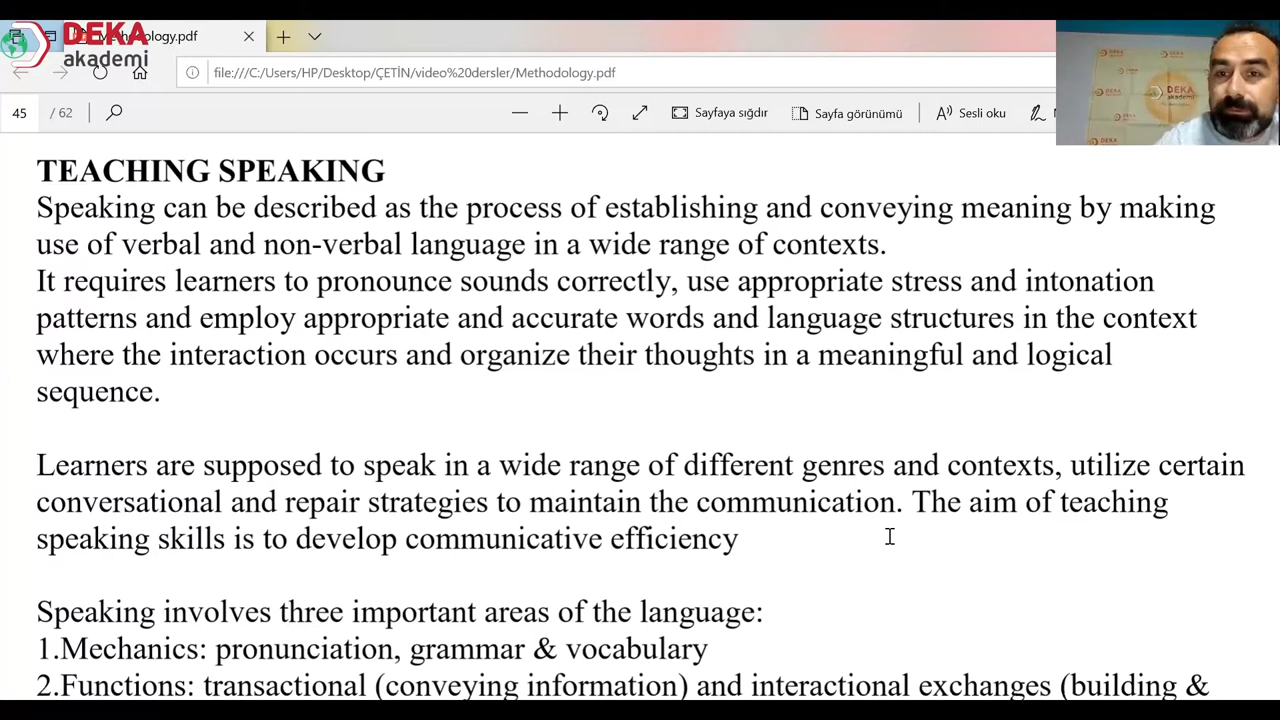 DEKA
akademi
Methodology.pdf
file:///C:/Users/HP/Desktop/ÇETİN/video%20dersler/Methodology.pdf
45 / 62 Sayfaya sığdır Sayfa görünümü Sesli oku
DEKA
akademi
TEACHING SPEAKING
Speaking can be described as the process of establishing and conveying meaning by making
use of verbal and non-verbal language in a wide range of contexts.
It requires learners to pronounce sounds correctly, use appropriate stress and intonation
patterns and employ appropriate and accurate words and language structures in the context
where the interaction occurs and organize their thoughts in a meaningful and logical
sequence.
Learners are supposed to speak in a wide range of different genres and contexts, utilize certain
conversational and repair strategies to maintain the communication. The aim of teaching
speaking skills is to develop communicative efficiency
Speaking involves three important areas of the language:
1.Mechanics: pronunciation, grammar & vocabulary
2.Functions: transactional (conveying information) and interactional exchanges (building &